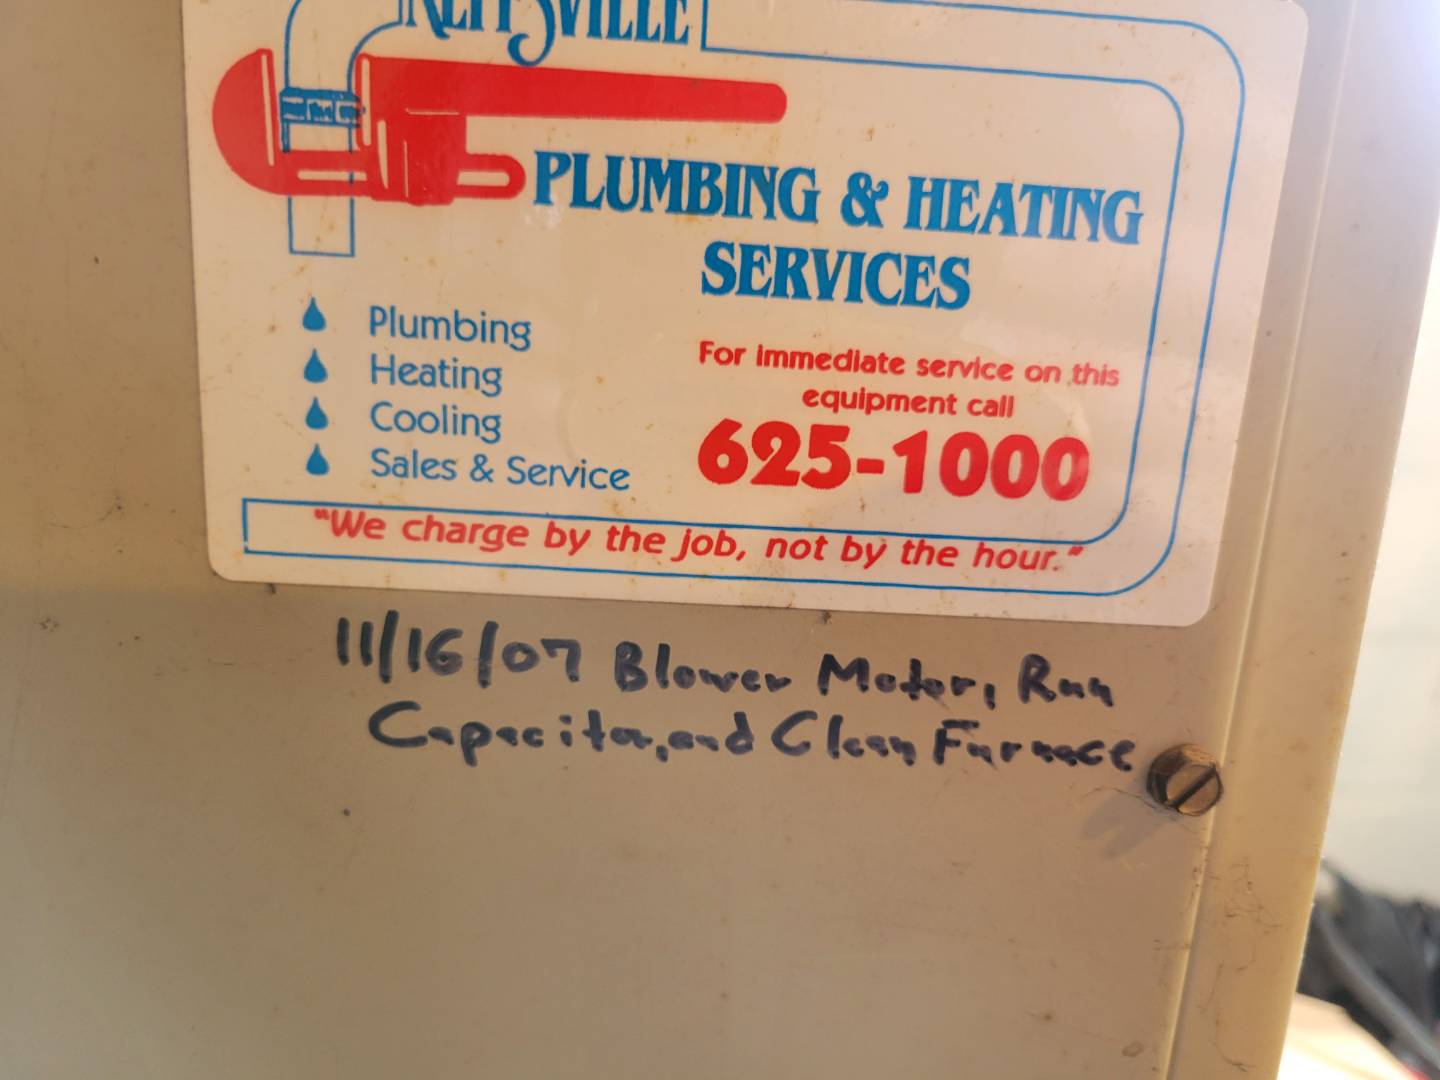 PLUMBING & HEATING
SERVICES
Plumbing
Heating
Cooling
Sales & Service
For immediate service on this
equipment call
625-1000
"We charge by the job, not by the hour."
11/16/07 Blower Motor, Run
Capacitor, and Clean Furnace